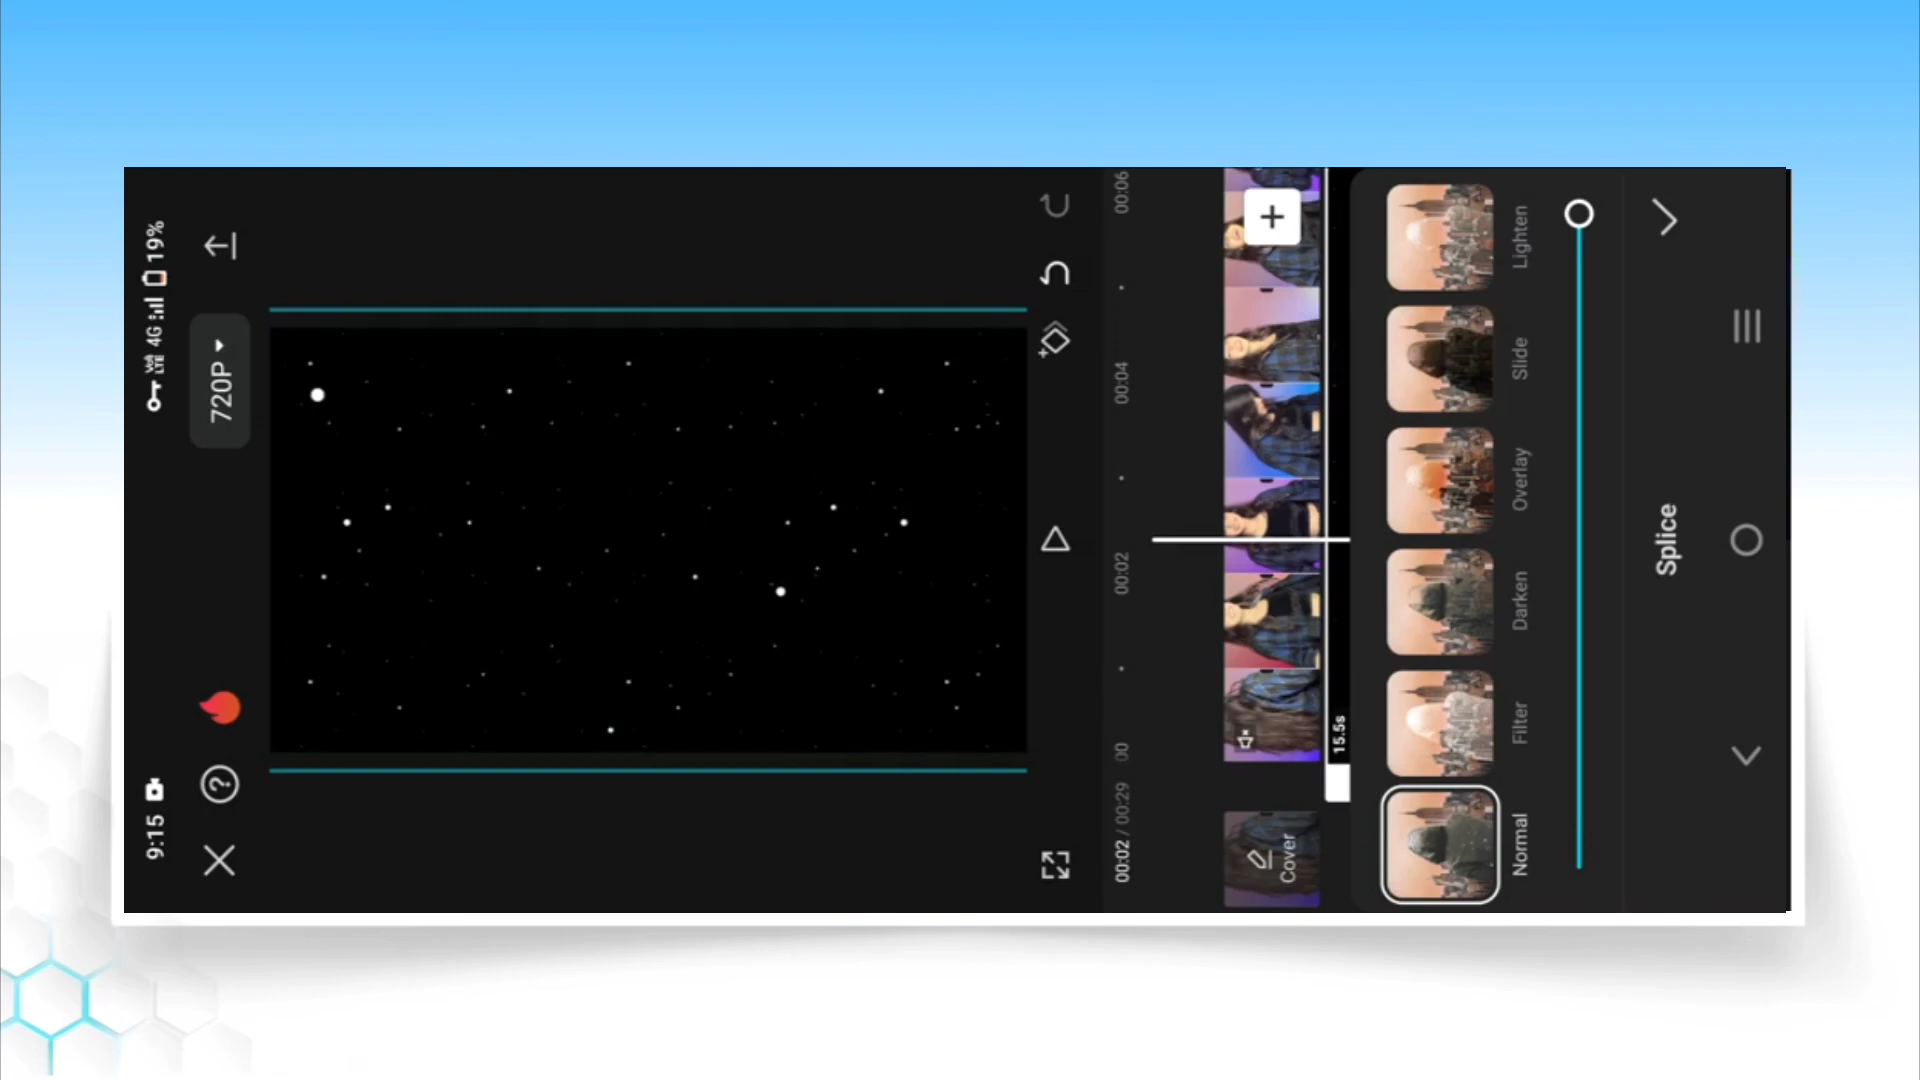 9:15
4G
19%
720P
00:02 / 00:29
00
00:02
00:04
00:06
Cover
15.5s
Normal
Filter
Darken
Overlay
Slide
Lighten
Splice